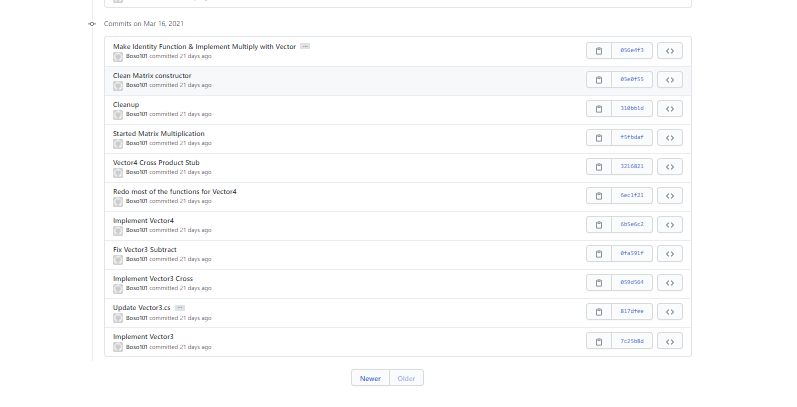 Commits on Mar 16, 2021
Make Identity Function & Implement Multiply with Vector ...
Boxo101 committed 21 days ago
056e4f3
Clean Matrix constructor
Boxo101 committed 21 days ago
05e0f55
Cleanup
Boxo101 committed 21 days ago
310bb1d
Started Matrix Multiplication
Boxo101 committed 21 days ago
f5fbdaf
Vector4 Cross Product Stub
Boxo101 committed 21 days ago
3216821
Redo most of the functions for Vector4
Boxo101 committed 21 days ago
6ec1f21
Implement Vector4
Boxo101 committed 21 days ago
6b5e6c2
Fix Vector3 Subtract
Boxo101 committed 21 days ago
0fa591f
Implement Vector3 Cross
Boxo101 committed 21 days ago
059d564
Update Vector3.cs ...
Boxo101 committed 21 days ago
817dfee
Implement Vector3
Boxo101 committed 21 days ago
7c25b8d
Newer Older